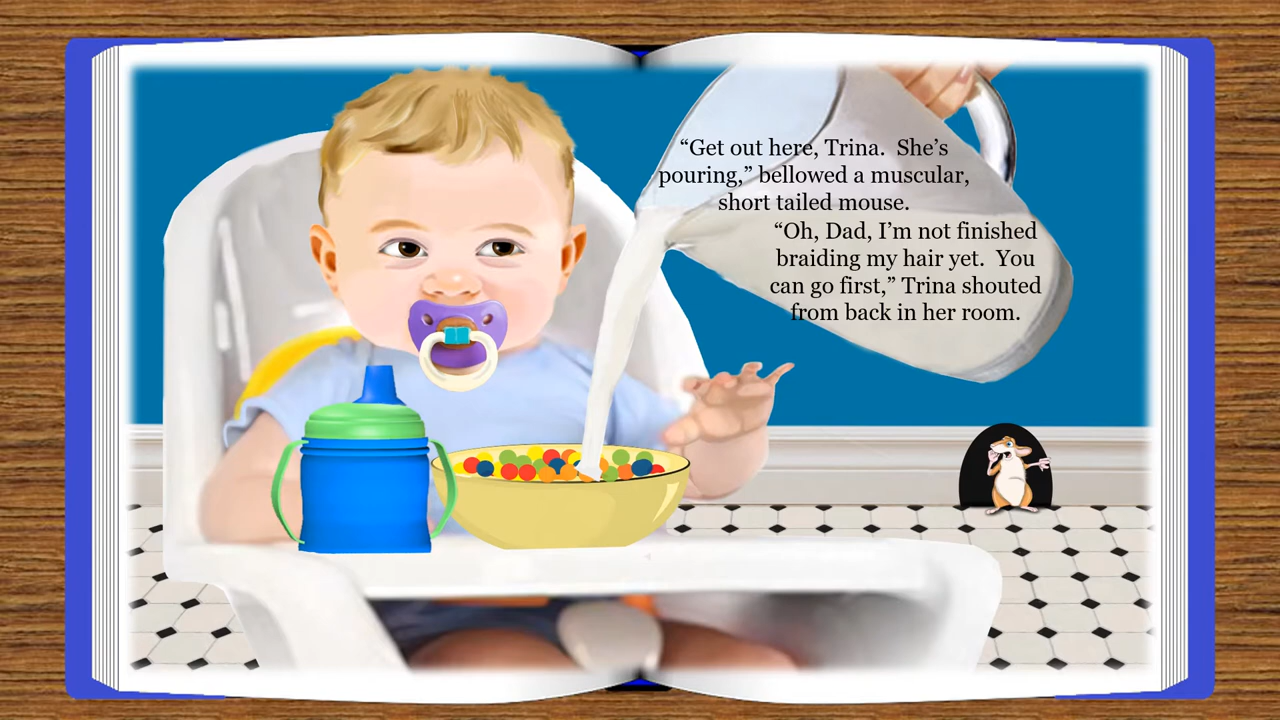 “Get out here, Trina.  She’s
pouring,” bellowed a muscular,
short tailed mouse.
“Oh, Dad, I’m not finished
braiding my hair yet.  You
can go first,” Trina shouted
from back in her room.